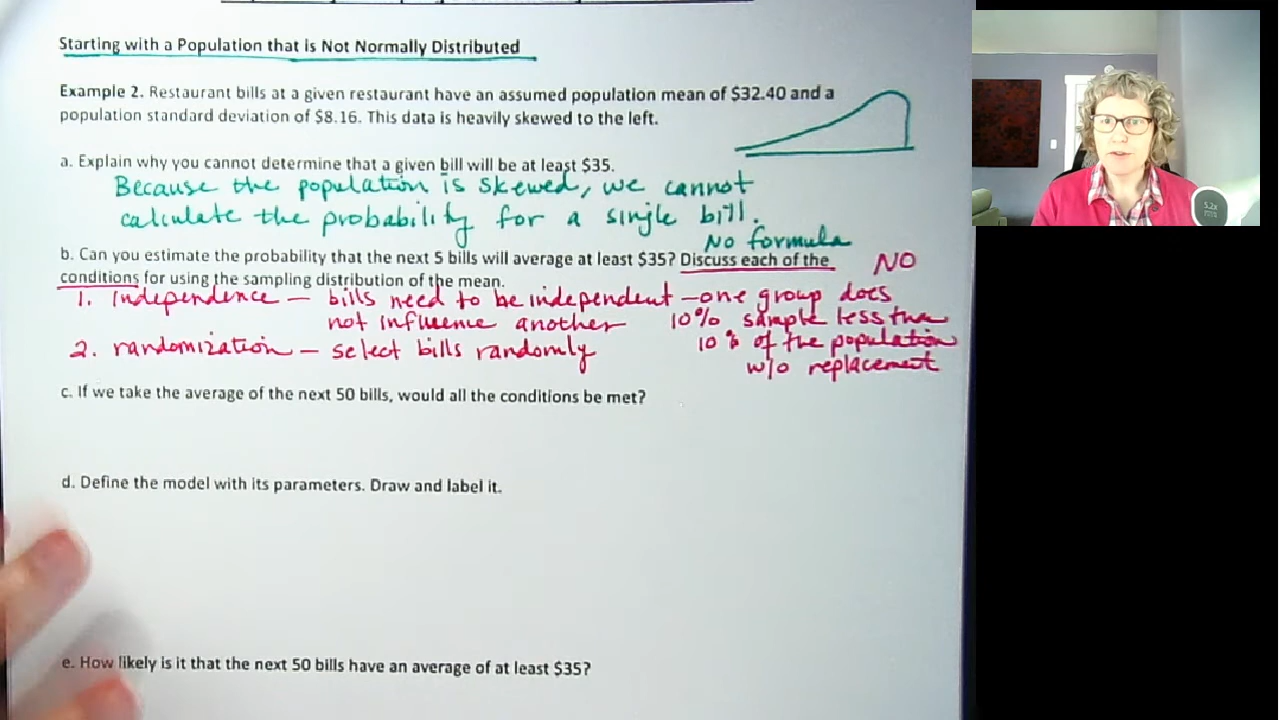 Starting with a Population that is Not Normally Distributed
Example 2. Restaurant bills at a given restaurant have an assumed population mean of $32.40 and a
population standard deviation of $8.16. This data is heavily skewed to the left.
a. Explain why you cannot determine that a given bill will be at least $35.
Because the population is skewed, we cannot
calculate the probability for a single bill.
No formula
b. Can you estimate the probability that the next 5 bills will average at least $35? Discuss each of the NO
conditions for using the sampling distribution of the mean.
1. independence – bills need to be independent – one group does
not influence another 10% sample less than
2. randomization – select bills randomly 10% of the population
w/o replacement
c. If we take the average of the next 50 bills, would all the conditions be met?
d. Define the model with its parameters. Draw and label it.
e. How likely is it that the next 50 bills have an average of at least $35?